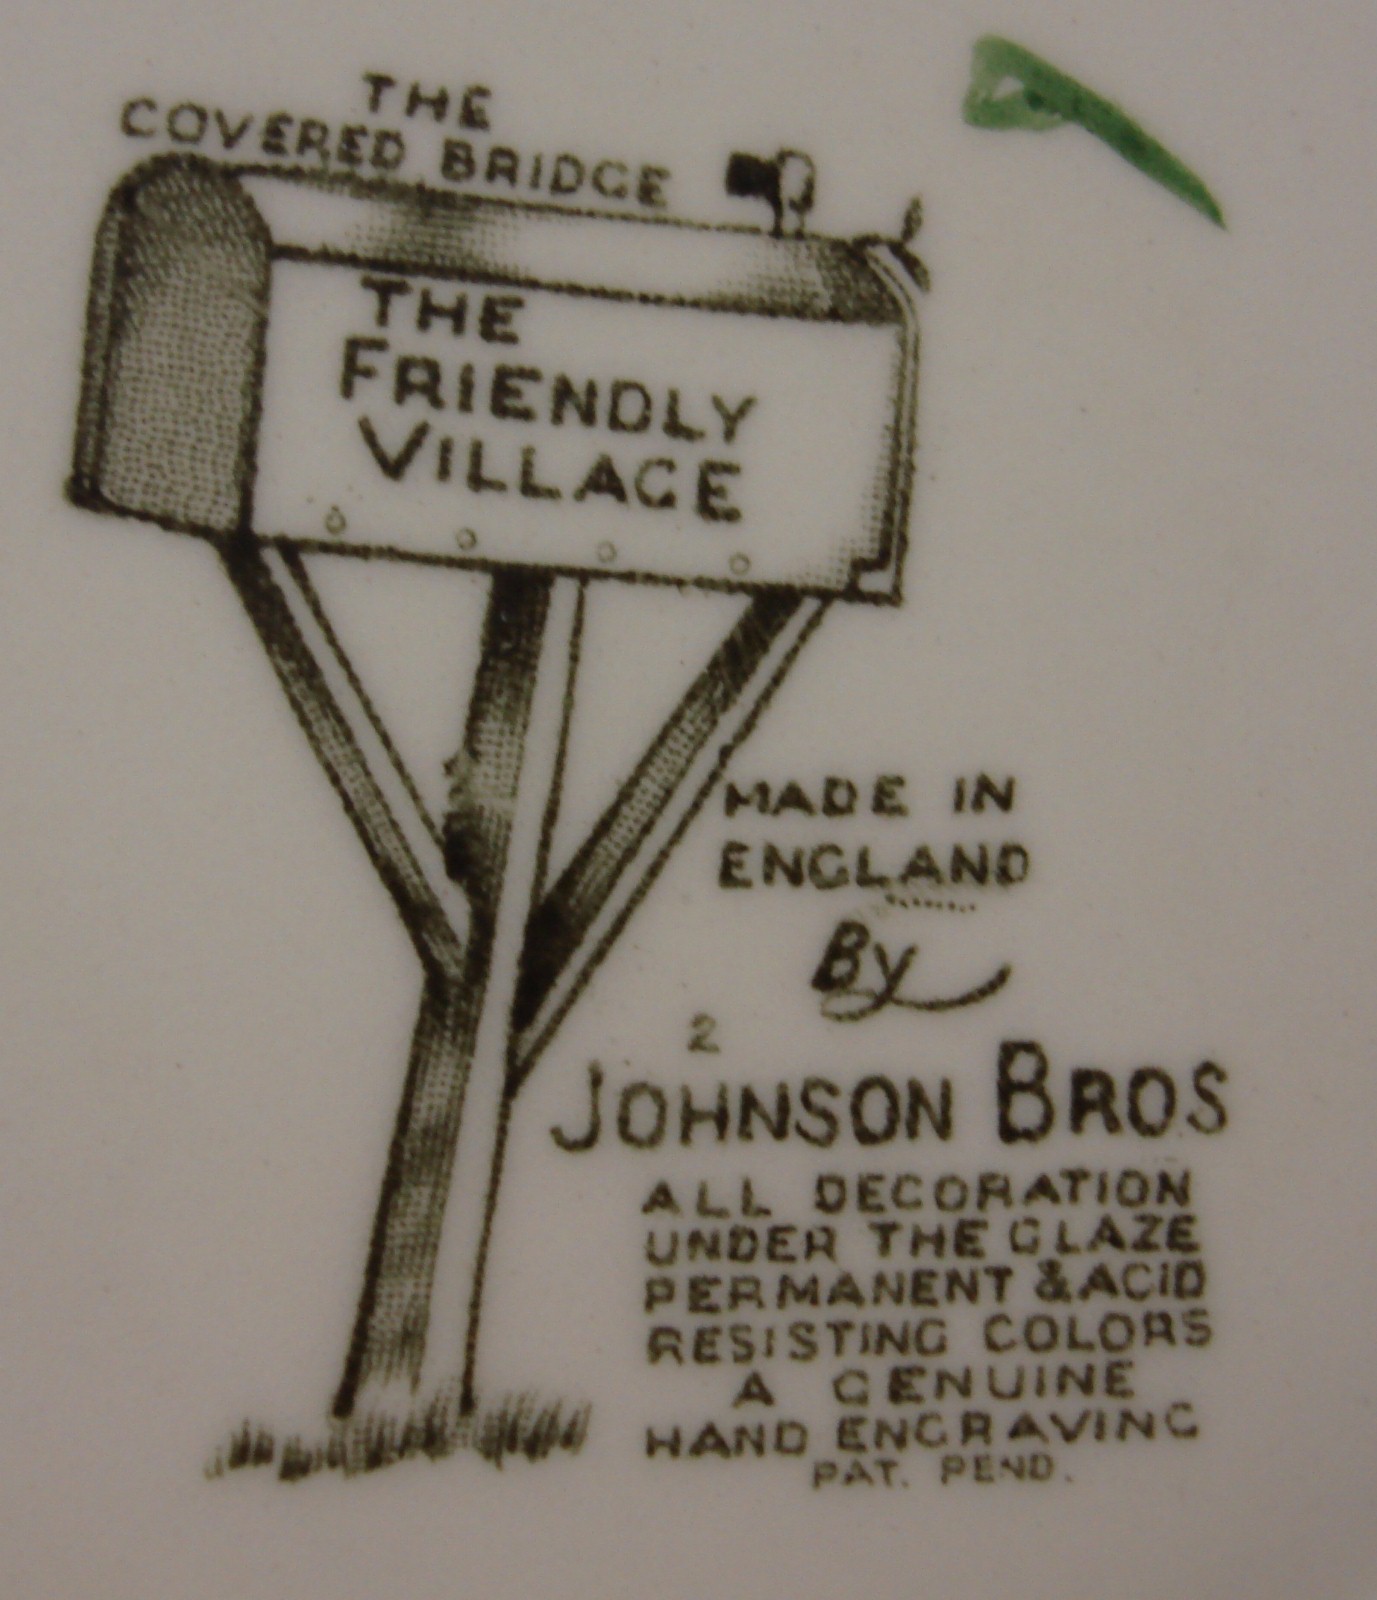 THE
COVERED BRIDGE
THE
FRIENDLY
VILLAGE
MADE IN
ENGLAND
By
2
JOHNSON BROS
ALL DECORATION
UNDER THE GLAZE
PERMANENT & ACID
RESISTING COLORS
A GENUINE
HAND ENGRAVING
PAT. PEND.